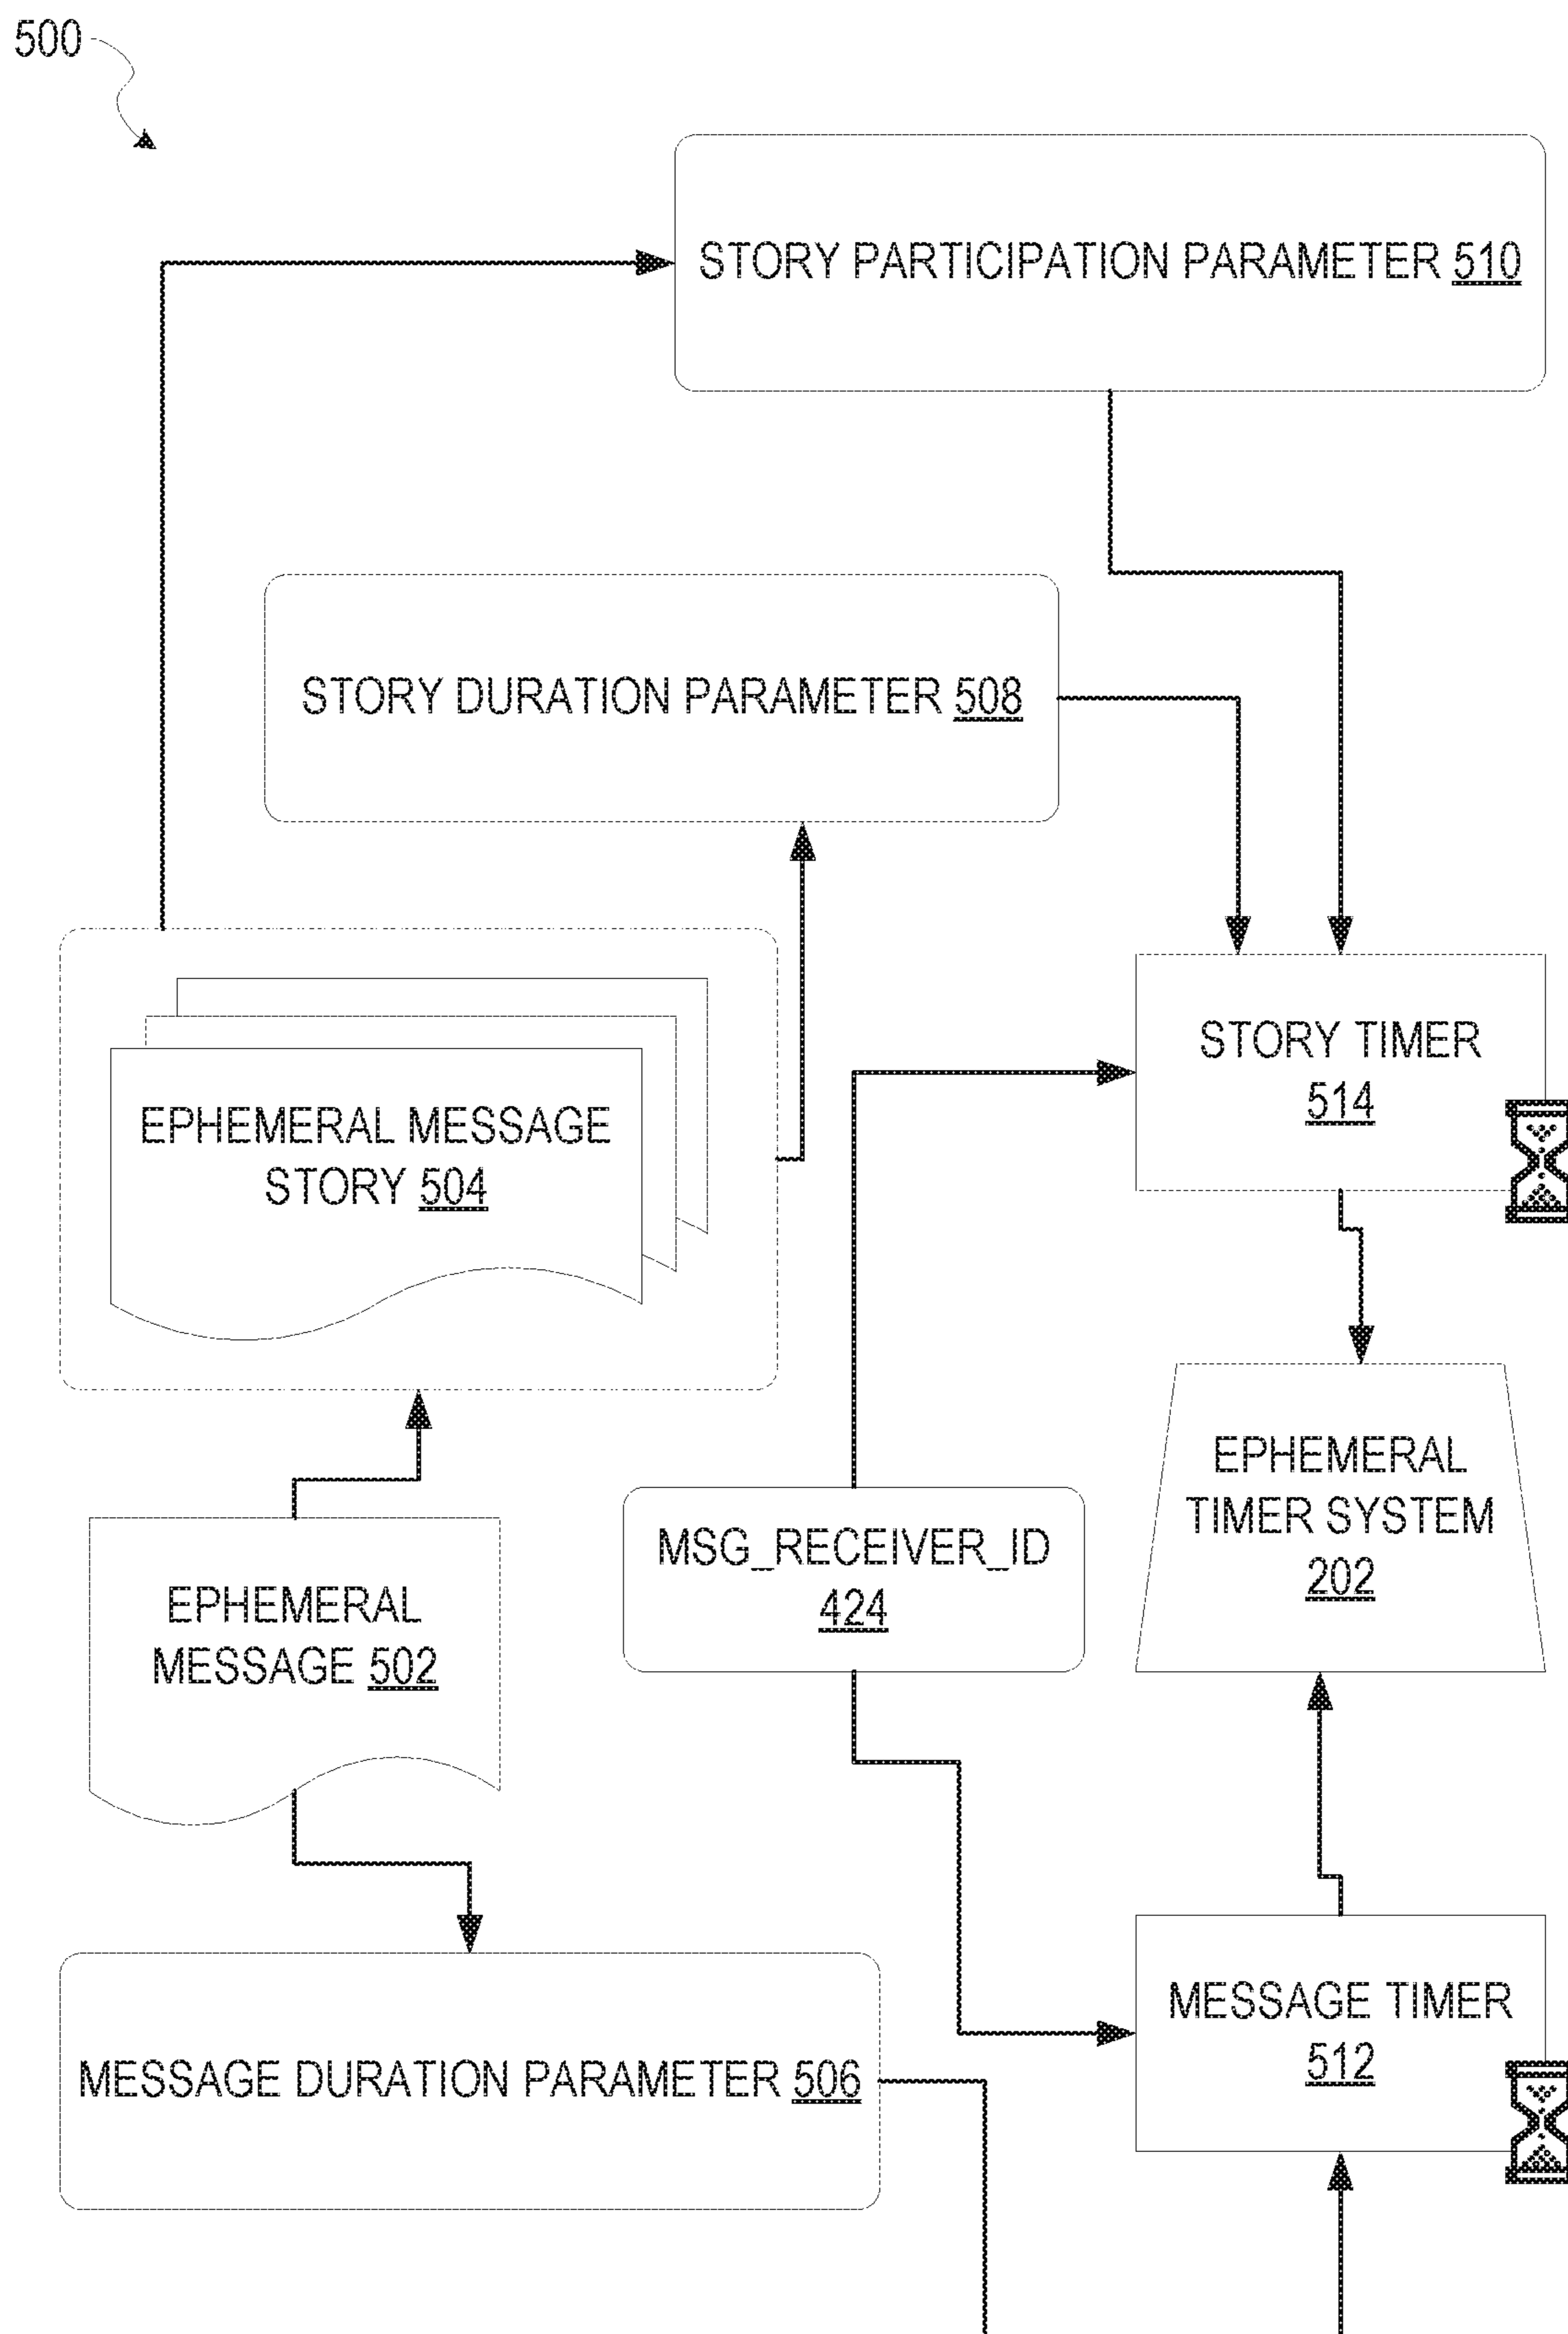 500
STORY PARTICIPATION PARAMETER 510
STORY DURATION PARAMETER 508
STORY TIMER
514
EPHEMERAL MESSAGE
STORY 504
EPHEMERAL
TIMER SYSTEM
202
MSG_RECEIVER_ID
424
EPHEMERAL
MESSAGE 502
MESSAGE TIMER
512
MESSAGE DURATION PARAMETER 506